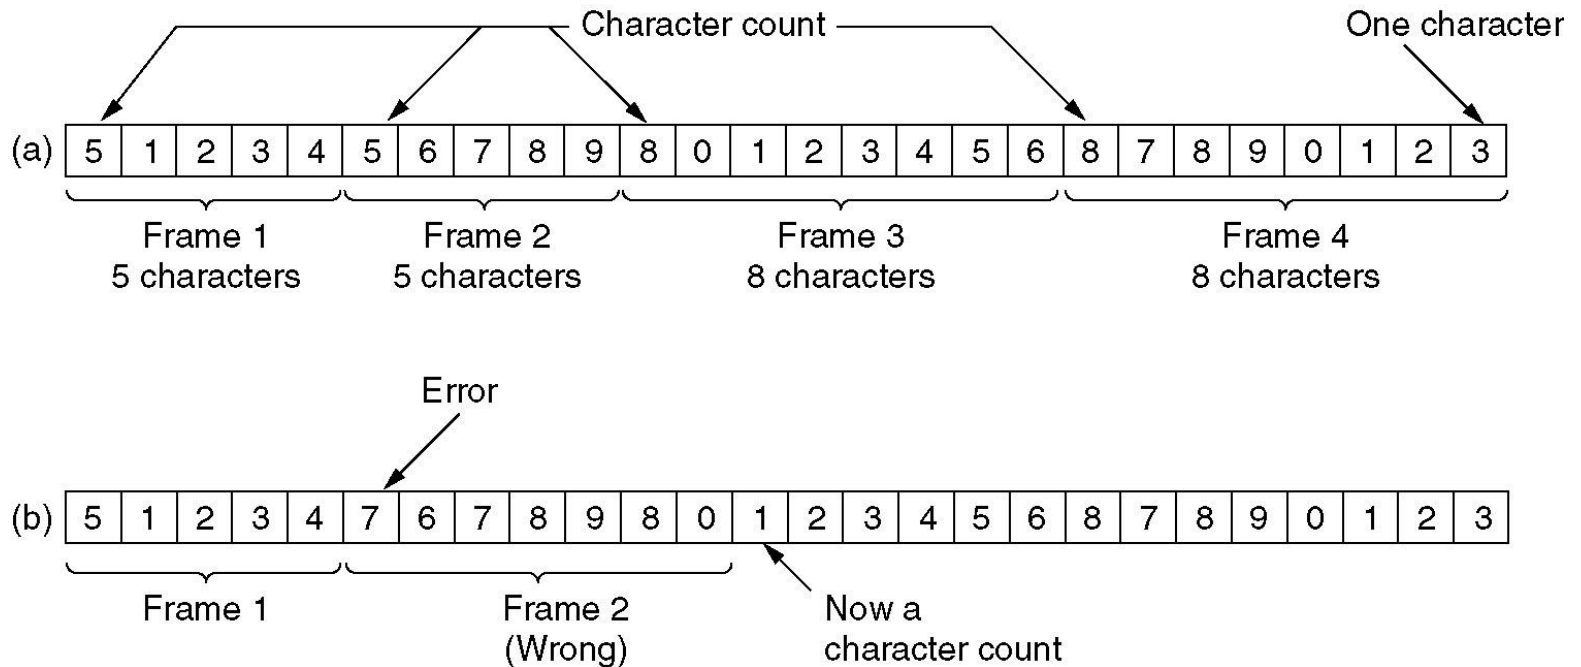 Character count
One character
(a) 5 1 2 3 4 5 6 7 8 9 8 0 1 2 3 4 5 6 8 7 8 9 0 1 2 3
Frame 1
5 characters
Frame 2
5 characters
Frame 3
8 characters
Frame 4
8 characters
Error
(b) 5 1 2 3 4 7 6 7 8 9 8 0 1 2 3 4 5 6 8 7 8 9 0 1 2 3
Frame 1
Frame 2
(Wrong)
Now a
character count